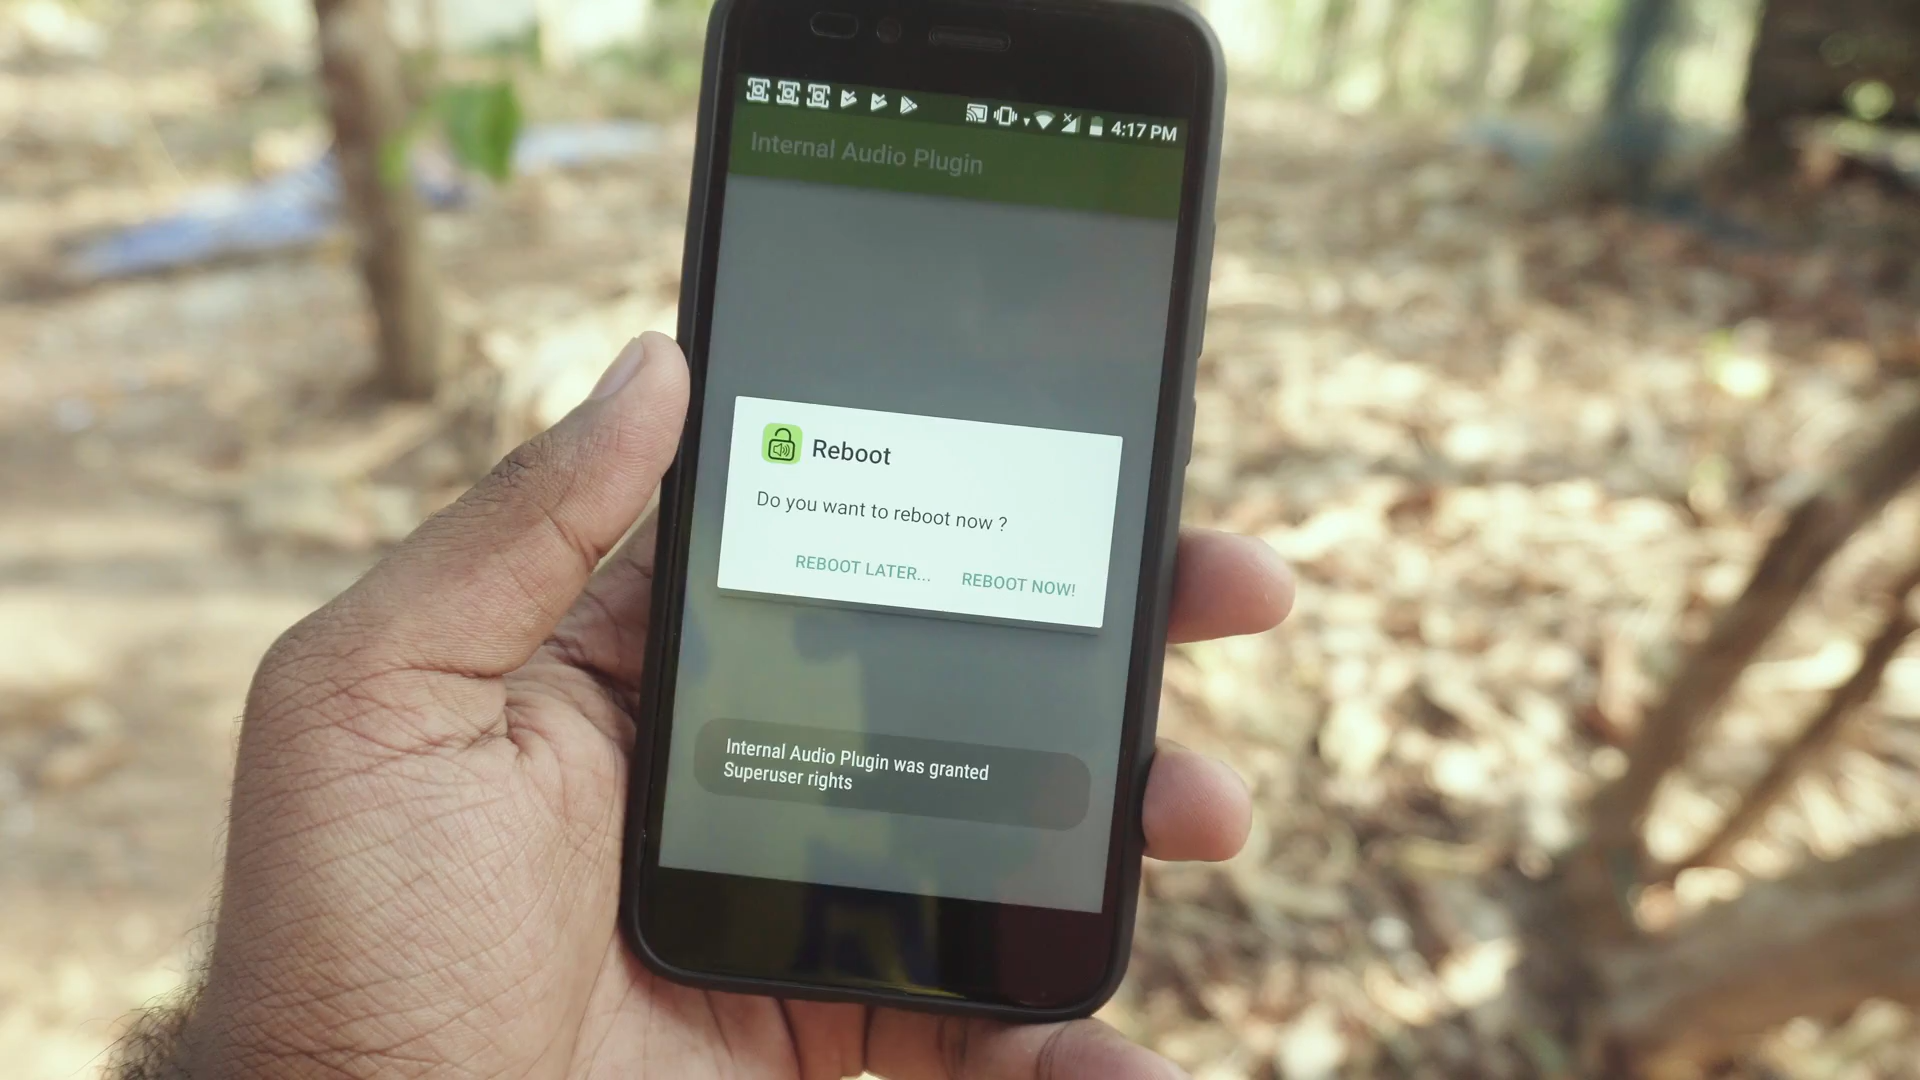 4:17 PM
Internal Audio Plugin
Reboot
Do you want to reboot now ?
REBOOT LATER... REBOOT NOW!
Internal Audio Plugin was granted
Superuser rights